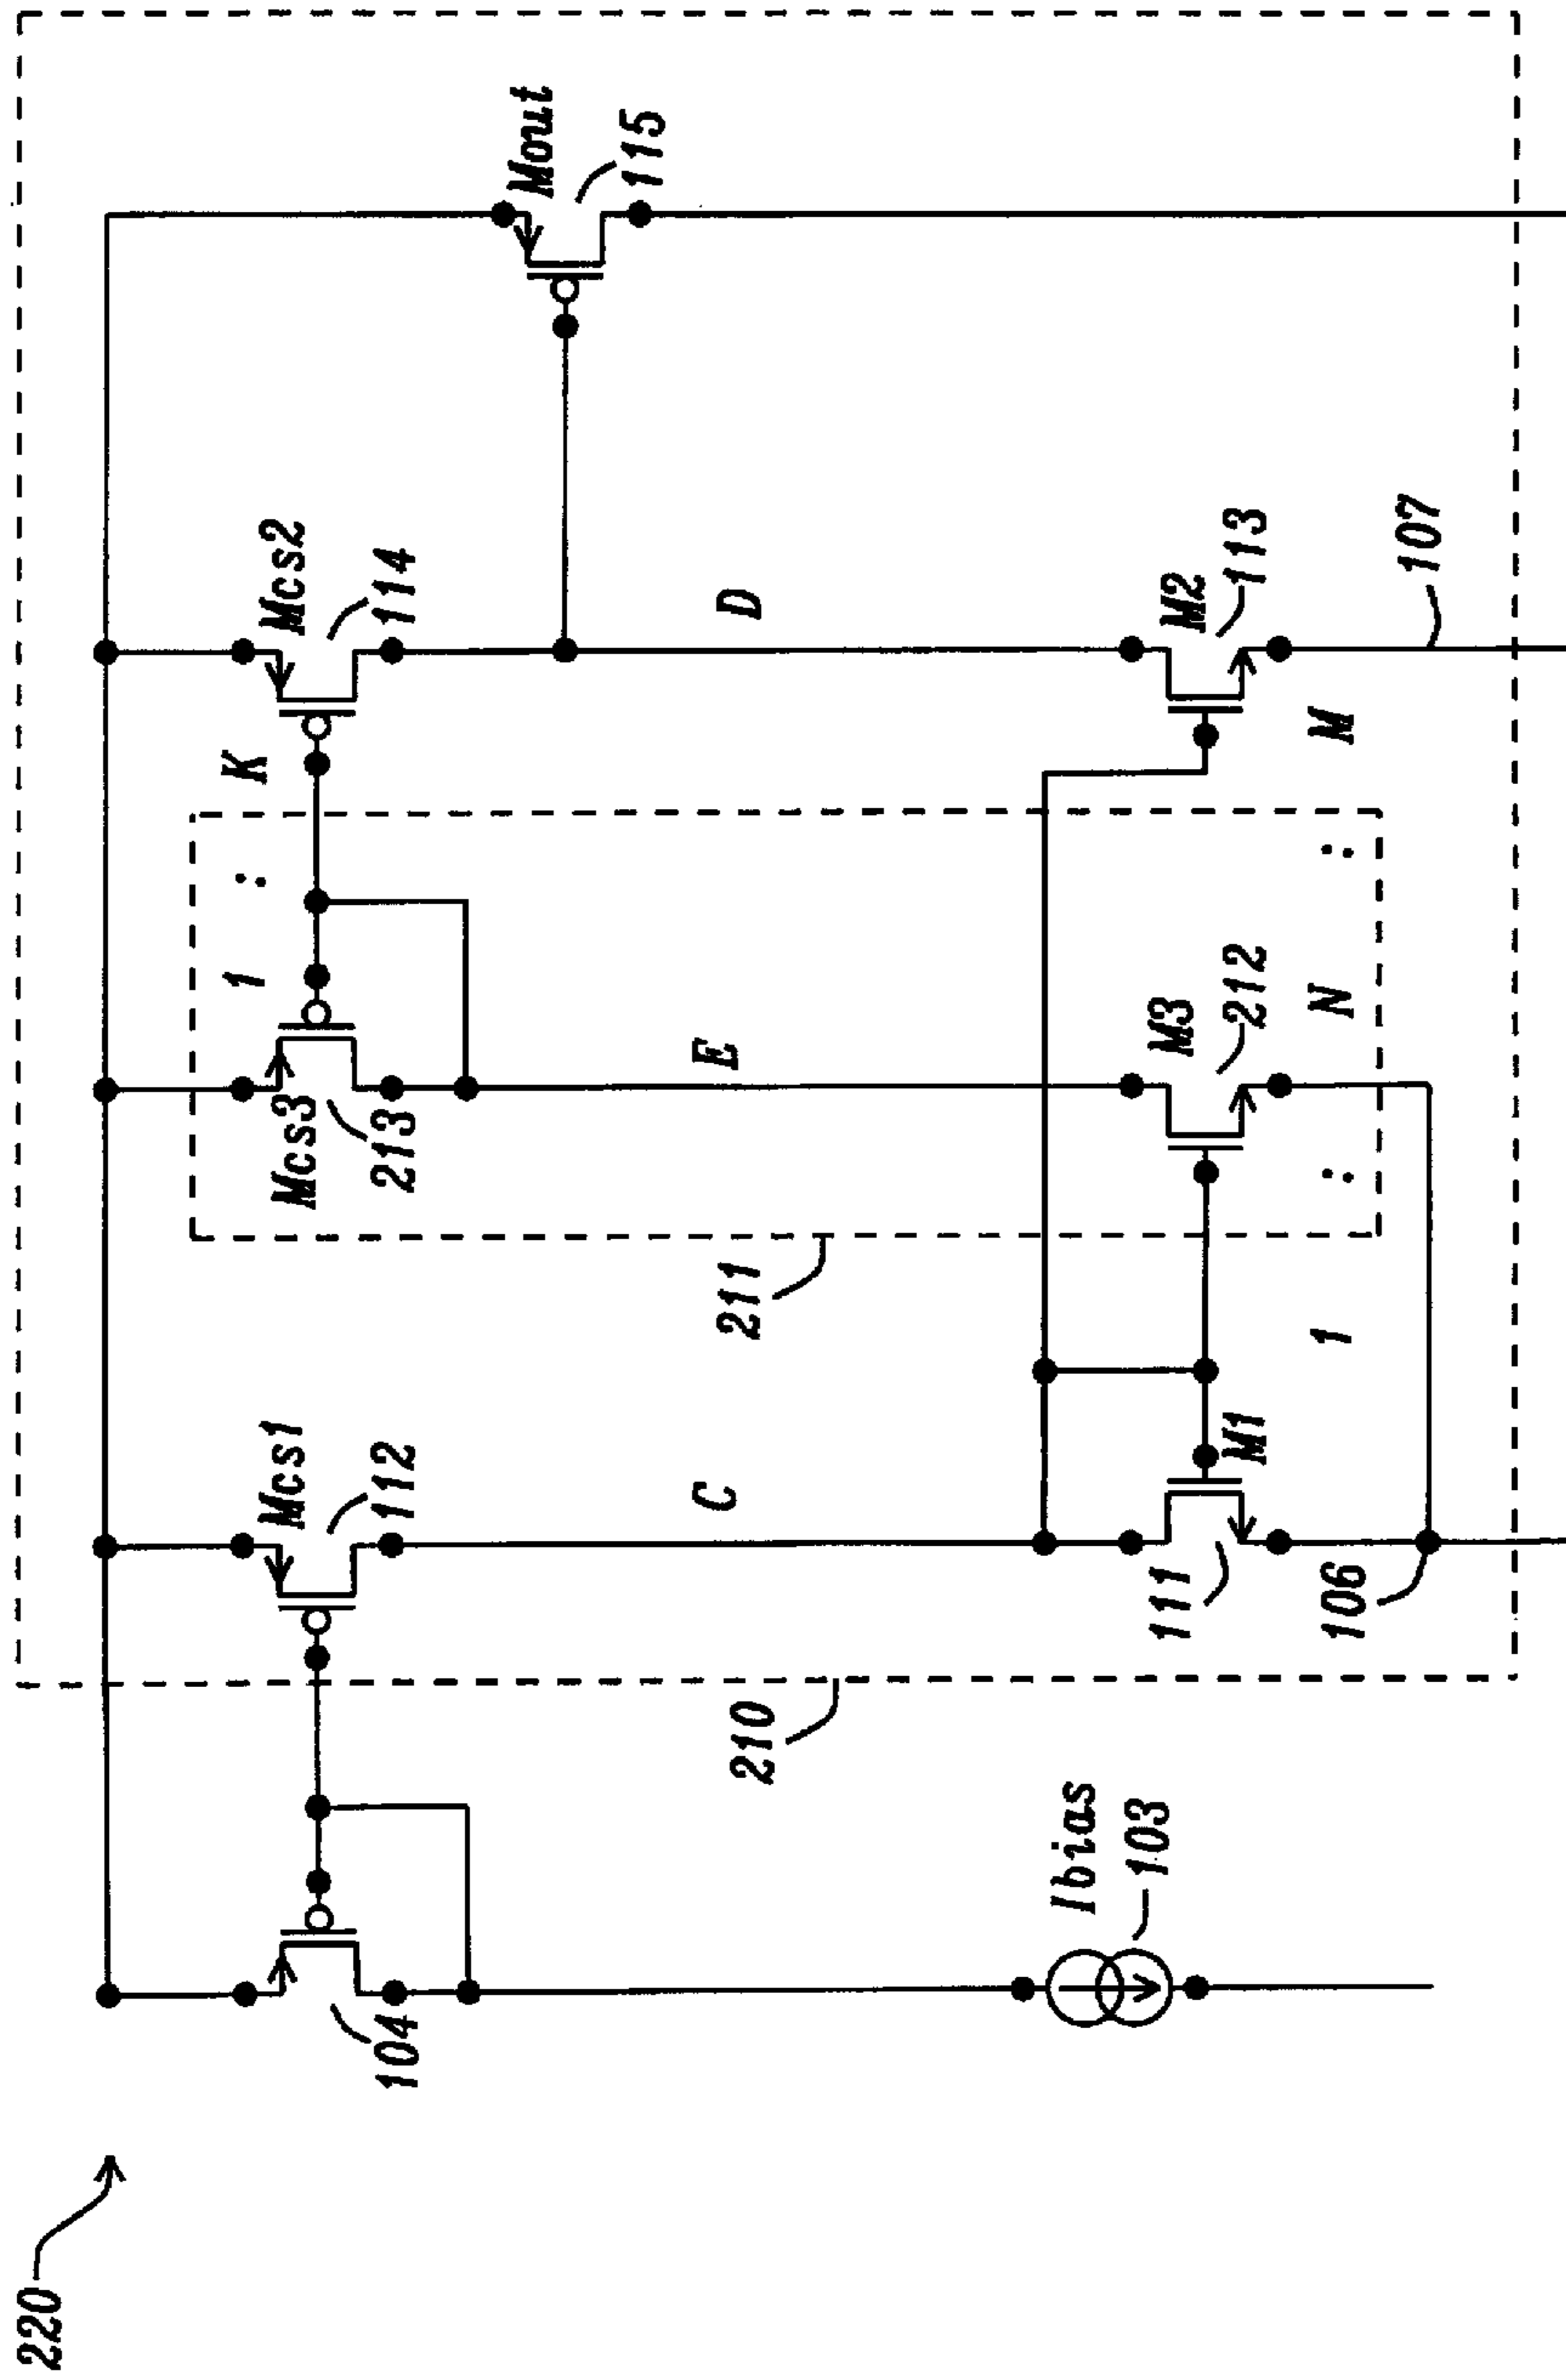 220
104
Ibias
103
210
Mcs1
112
C
111
M1
106
211
Mcs3
213
1 : K
E
M3
212
1 : N : M
Mcs2
114
D
M2
113
107
Mout
115